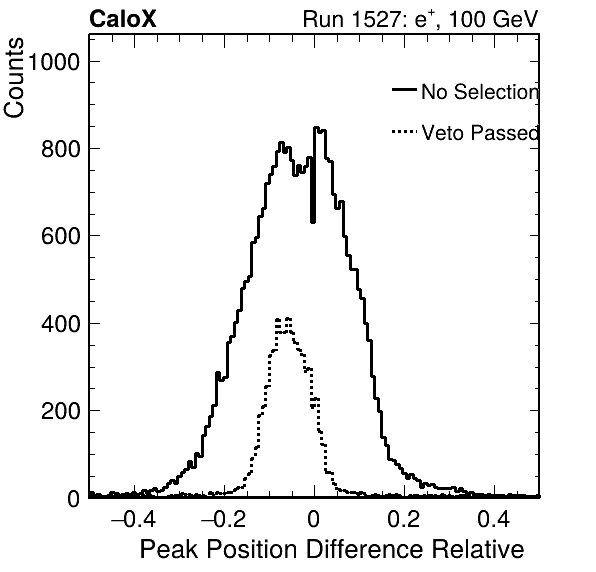 CaloX Run 1527: e⁺, 100 GeV
Counts
1000
No Selection
Veto Passed
800
600
400
200
0
−0.4 −0.2 0 0.2 0.4
Peak Position Difference Relative